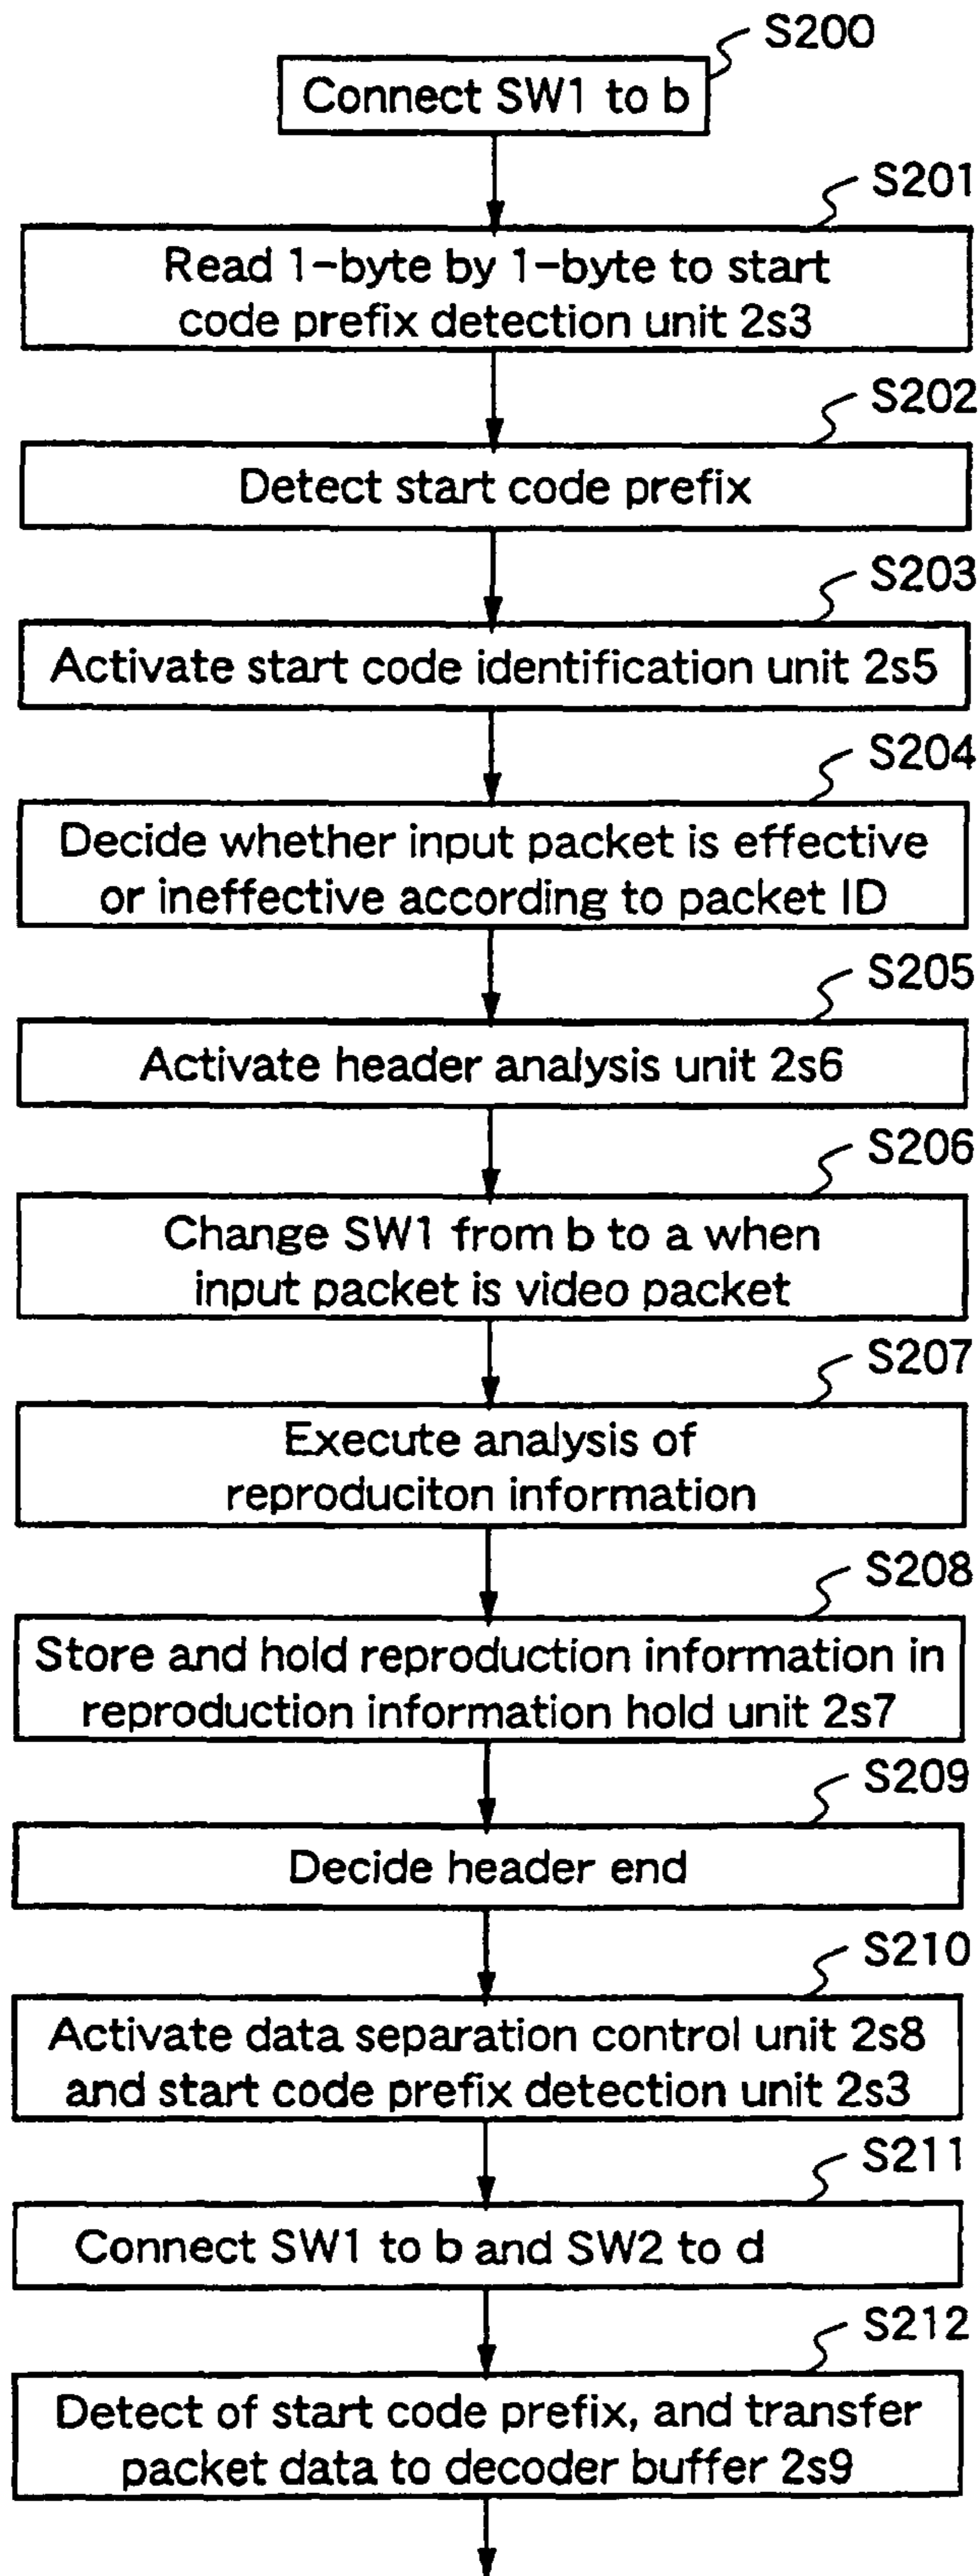 S200
Connect SW1 to b
S201
Read 1-byte by 1-byte to start
code prefix detection unit 2s3
S202
Detect start code prefix
S203
Activate start code identification unit 2s5
S204
Decide whether input packet is effective
or ineffective according to packet ID
S205
Activate header analysis unit 2s6
S206
Change SW1 from b to a when
input packet is video packet
S207
Execute analysis of
reproduciton information
S208
Store and hold reproduction information in
reproduction information hold unit 2s7
S209
Decide header end
S210
Activate data separation control unit 2s8
and start code prefix detection unit 2s3
S211
Connect SW1 to b and SW2 to d
S212
Detect of start code prefix, and transfer
packet data to decoder buffer 2s9